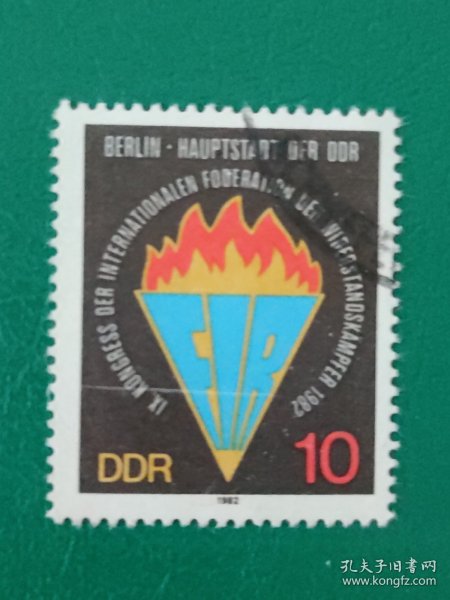 BERLIN · HAUPTSTADT DER DDR
IX. KONGRESS DER INTERNATIONALEN FÖDERATION DER WIDERSTANDSKÄMPFER 1982
FIR
DDR
10
1982
孔夫子旧书网
www.kongfz.com